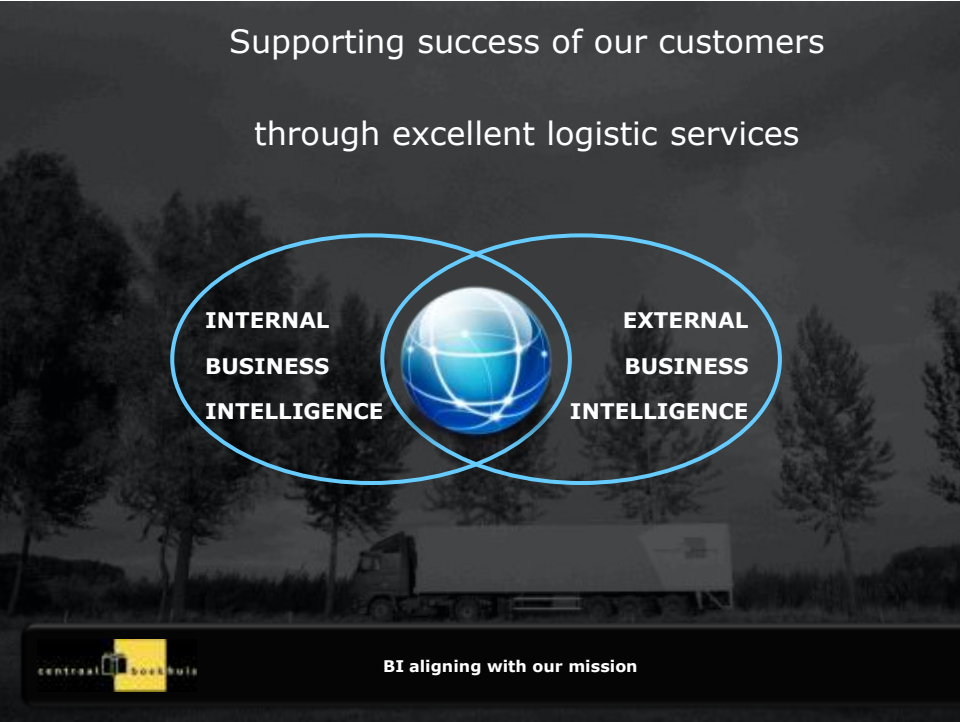 Supporting success of our customers
through excellent logistic services
INTERNAL
BUSINESS
INTELLIGENCE
EXTERNAL
BUSINESS
INTELLIGENCE
centraal boekhuis
BI aligning with our mission